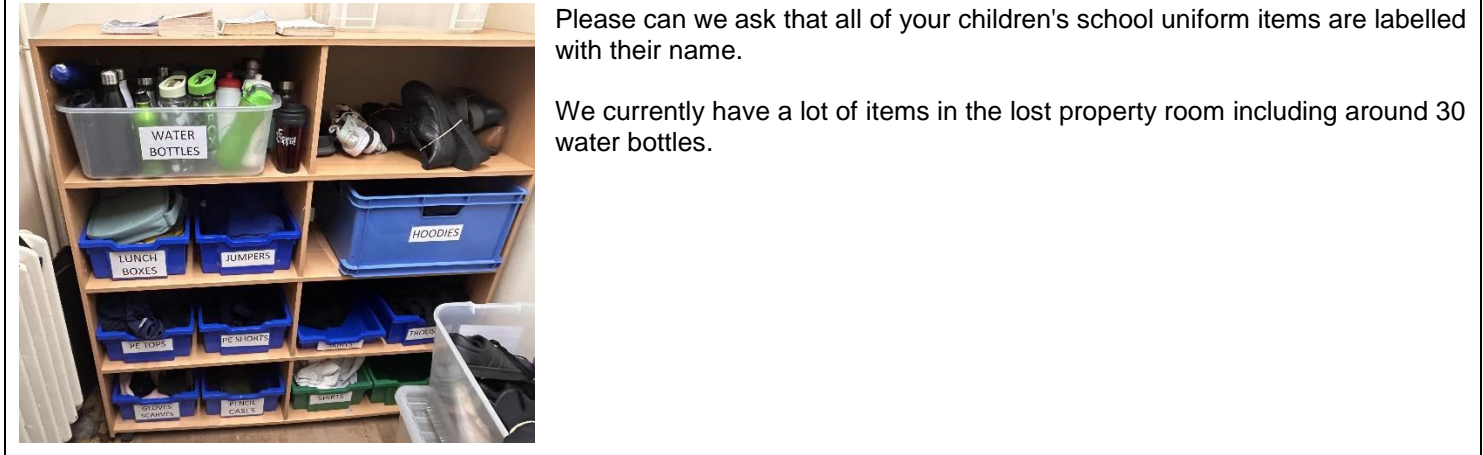 Please can we ask that all of your children's school uniform items are labelled
with their name.
We currently have a lot of items in the lost property room including around 30
water bottles.
WATER
BOTTLES
LUNCH
BOXES
JUMPERS
HOODIES
PE TOPS
PE SHORTS
GLOVES
SCARVES
PENCIL
CASES
SHIRTS